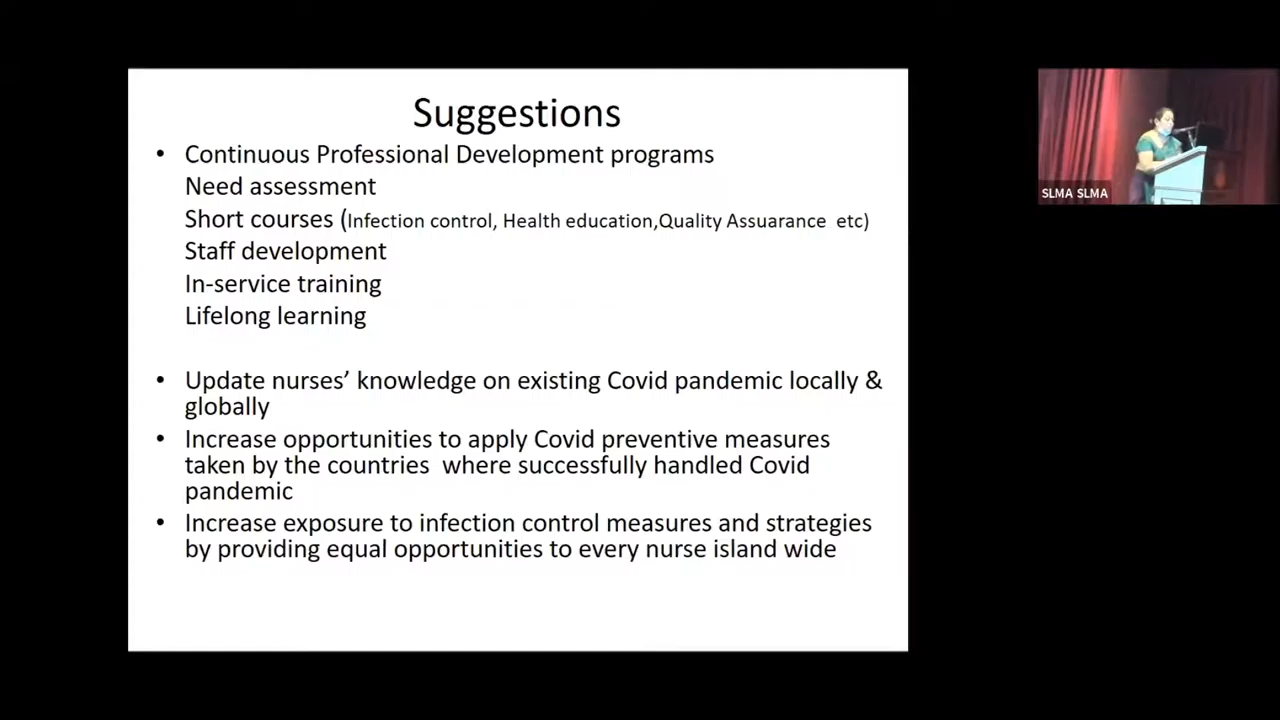 Suggestions
• Continuous Professional Development programs
Need assessment
Short courses (Infection control, Health education,Quality Assuarance etc)
Staff development
In-service training
Lifelong learning
• Update nurses’ knowledge on existing Covid pandemic locally &
globally
• Increase opportunities to apply Covid preventive measures
taken by the countries where successfully handled Covid
pandemic
• Increase exposure to infection control measures and strategies
by providing equal opportunities to every nurse island wide
SLMA SLMA